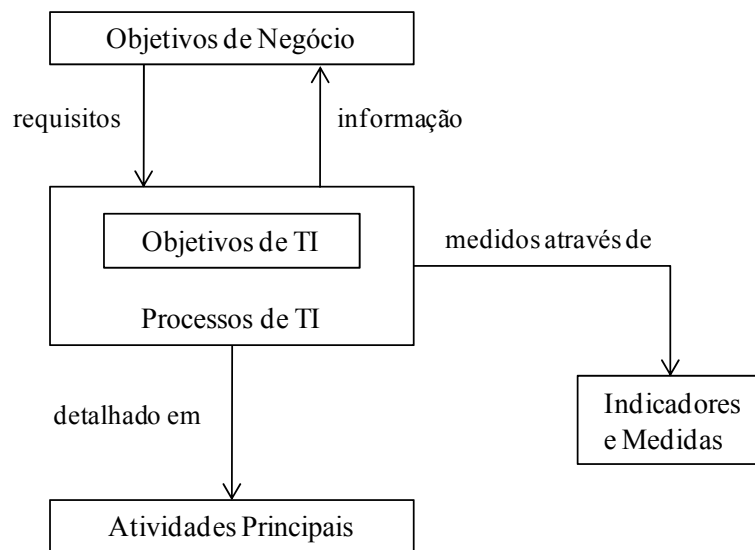 Objetivos de Negócio
requisitos
informação
Objetivos de TI
medidos através de
Processos de TI
detalhado em
Indicadores
e Medidas
Atividades Principais